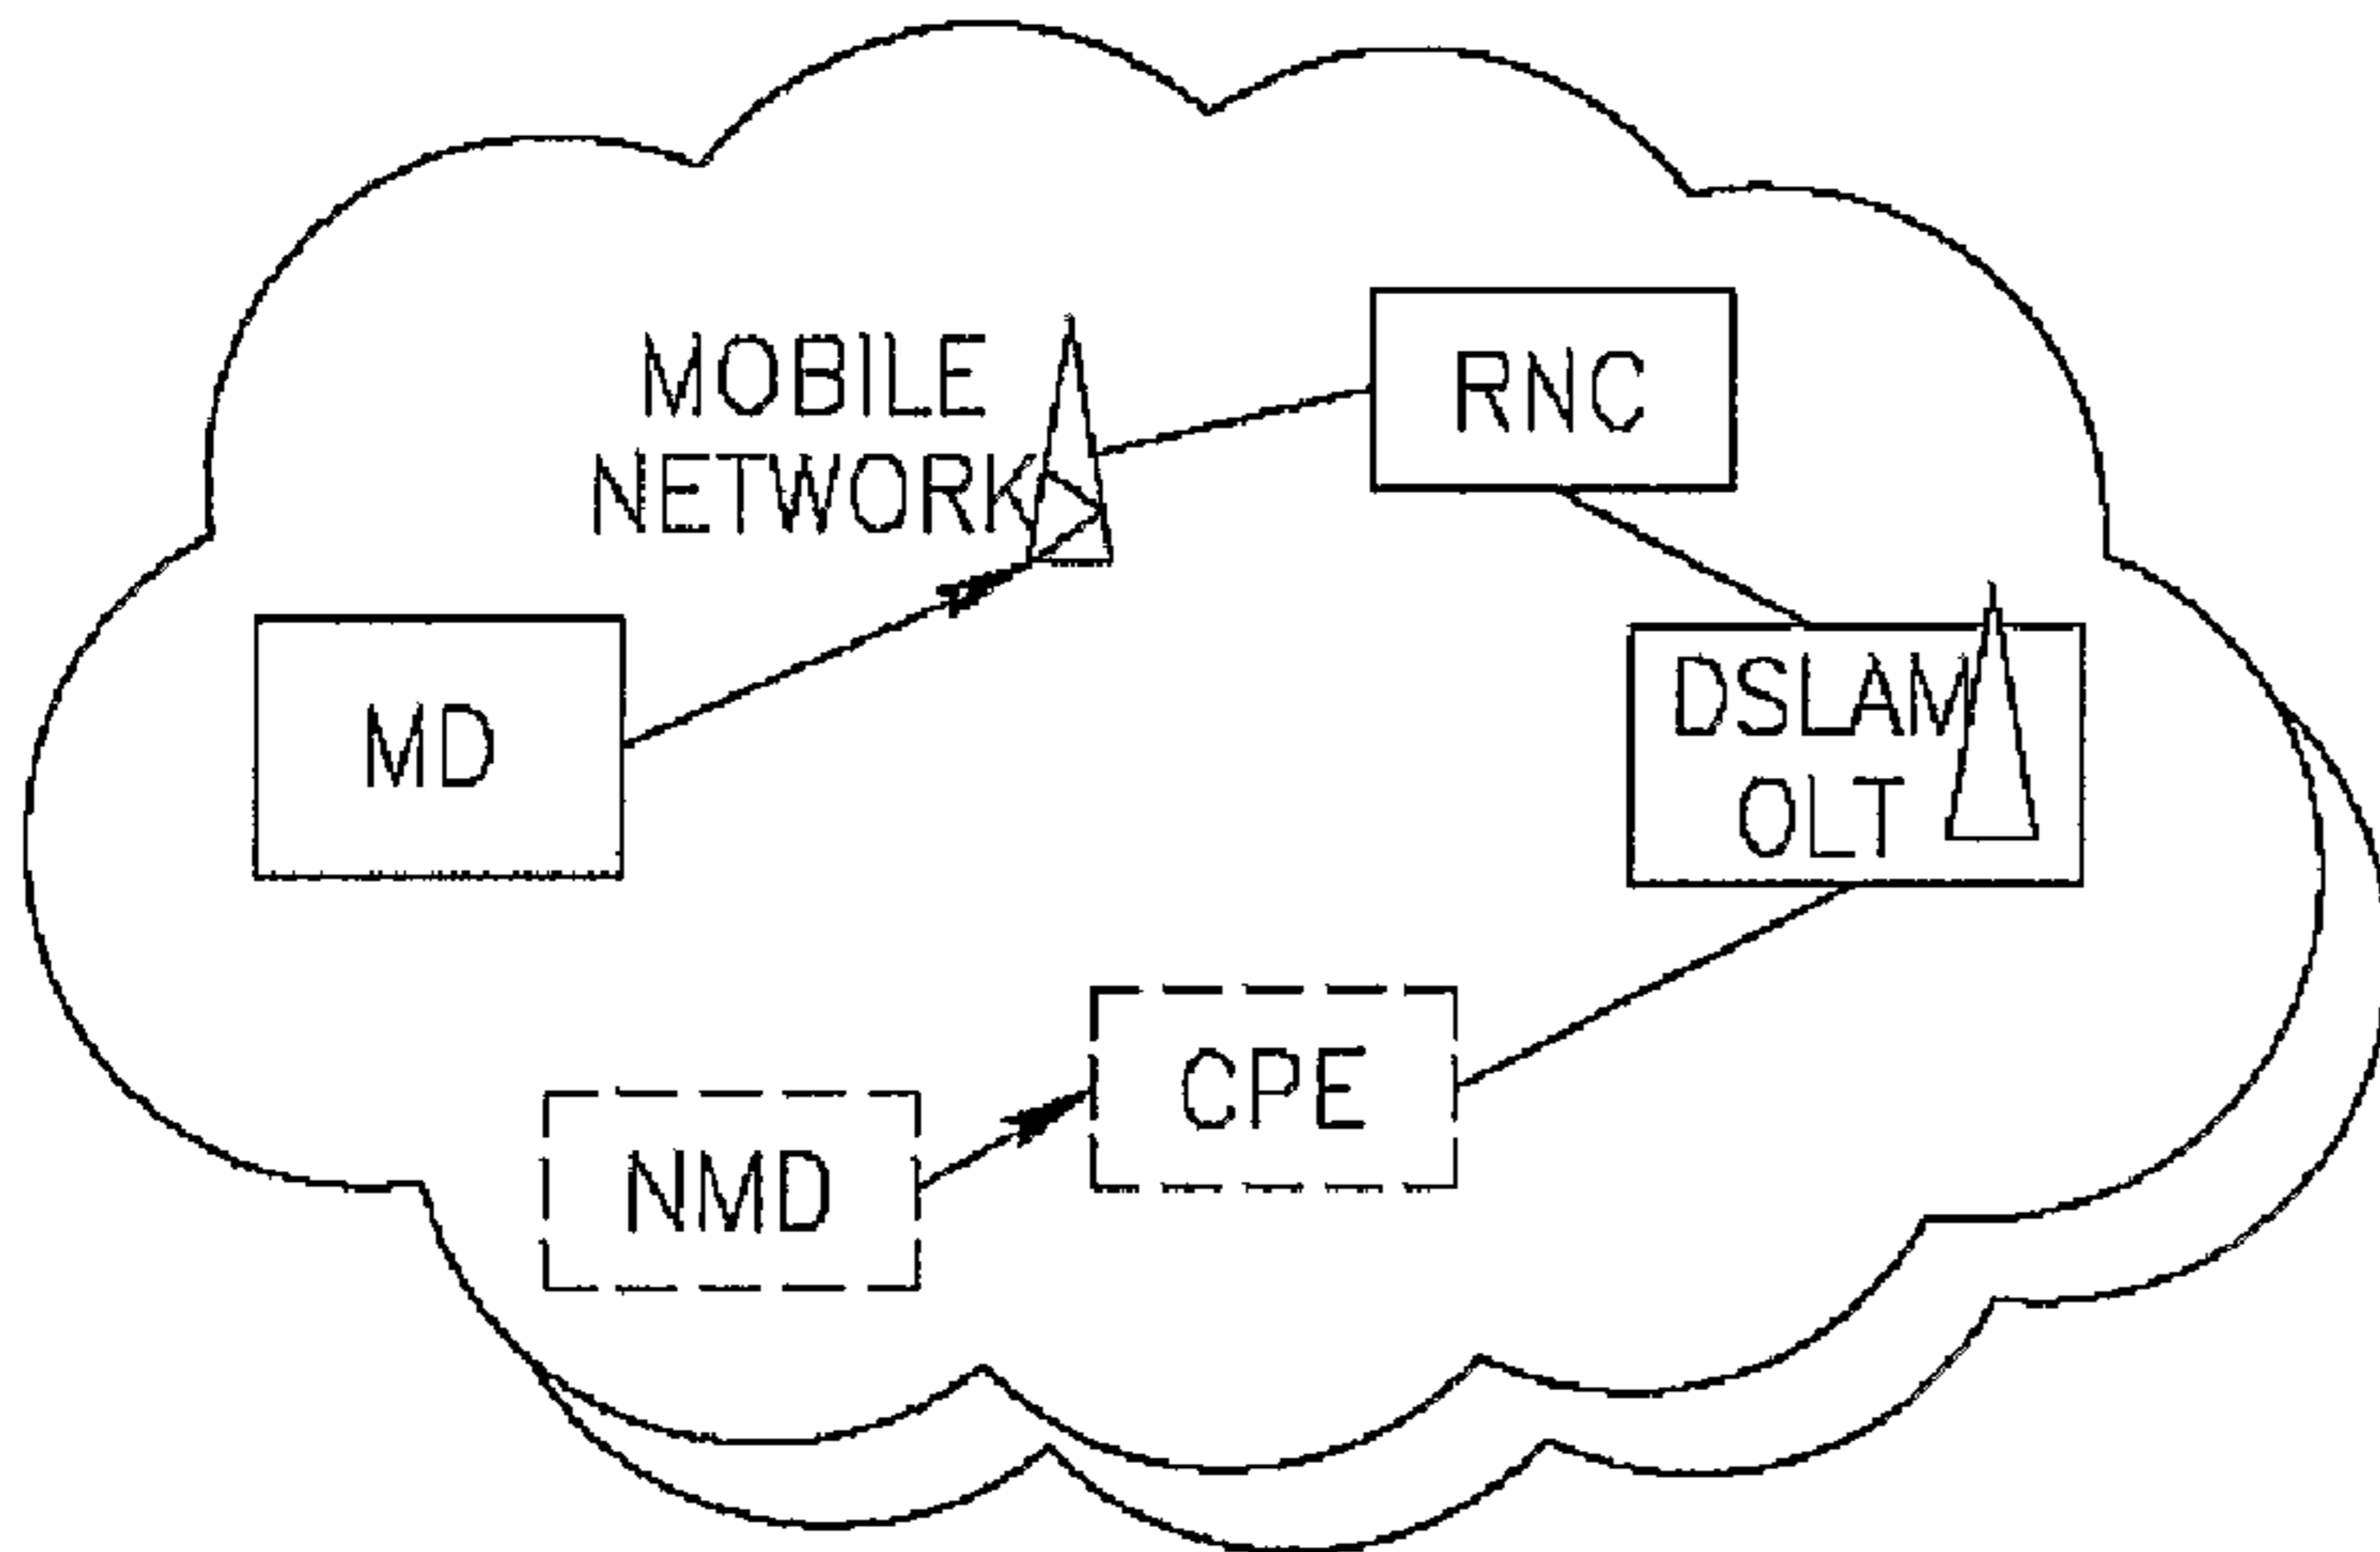 MOBILE
NETWORK
RNC
MD
DSLAM
OLT
CPE
NMD